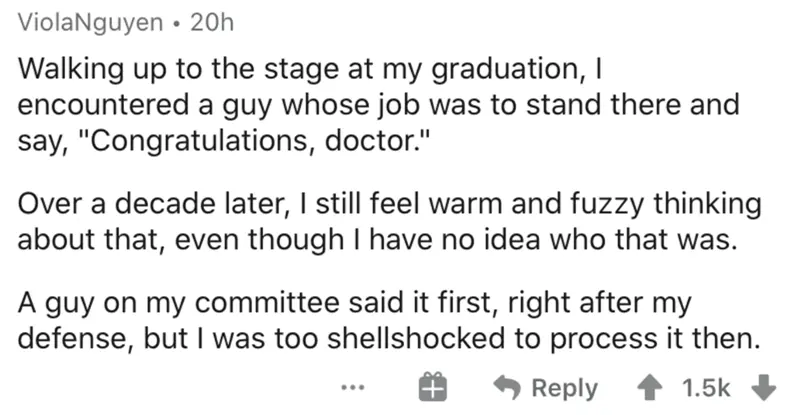 ViolaNguyen • 20h
Walking up to the stage at my graduation, I
encountered a guy whose job was to stand there and
say, "Congratulations, doctor."
Over a decade later, I still feel warm and fuzzy thinking
about that, even though I have no idea who that was.
A guy on my committee said it first, right after my
defense, but I was too shellshocked to process it then.
... Reply 1.5k